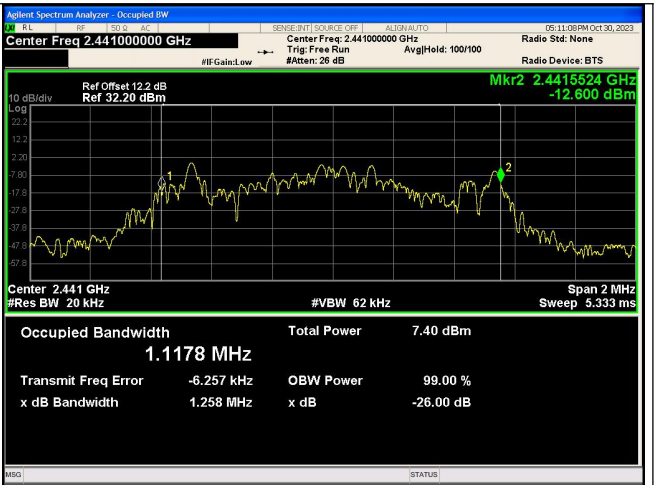 Agilent Spectrum Analyzer - Occupied BW
RL RF 50 Ω AC SENSE:INT SOURCE OFF ALIGN AUTO 05:11:08PM Oct 30, 2023
Center Freq 2.441000000 GHz Center Freq: 2.441000000 GHz Radio Std: None
Trig: Free Run Avg|Hold: 100/100
#IFGain:Low #Atten: 26 dB Radio Device: BTS
Mkr2 2.4415524 GHz
-12.600 dBm
Ref Offset 12.2 dB
10 dB/div Ref 32.20 dBm
Log
22.2
12.2
2.20
-7.80
-17.8
-27.8
-37.8
-47.8
-57.8
1
2
Center 2.441 GHz Span 2 MHz
#Res BW 20 kHz #VBW 62 kHz Sweep 5.333 ms
Occupied Bandwidth Total Power 7.40 dBm
1.1178 MHz
Transmit Freq Error -6.257 kHz OBW Power 99.00 %
x dB Bandwidth 1.258 MHz x dB -26.00 dB
MSG STATUS